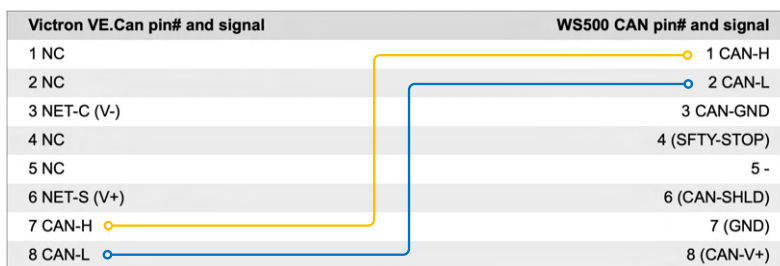 Victron VE.Can pin# and signal WS500 CAN pin# and signal
1 NC 1 CAN-H
2 NC 2 CAN-L
3 NET-C (V-) 3 CAN-GND
4 NC 4 (SFTY-STOP)
5 NC 5 -
6 NET-S (V+) 6 (CAN-SHLD)
7 CAN-H 7 (GND)
8 CAN-L 8 (CAN-V+)